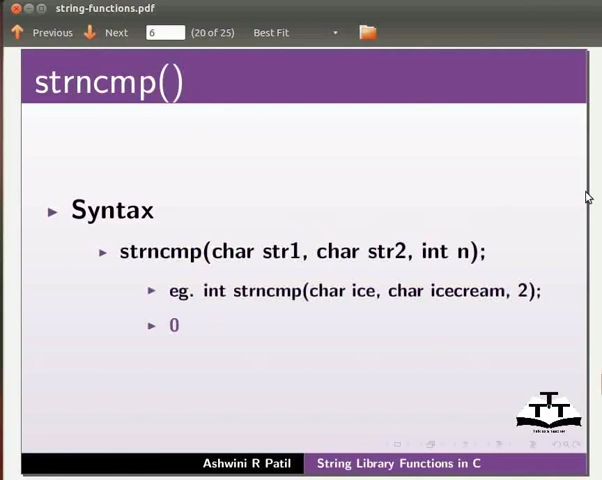 string-functions.pdf
Previous Next 6 (20 of 25) Best Fit
strncmp()
Syntax
strncmp(char str1, char str2, int n);
eg. int strncmp(char ice, char icecream, 2);
0
Ashwini R Patil String Library Functions in C